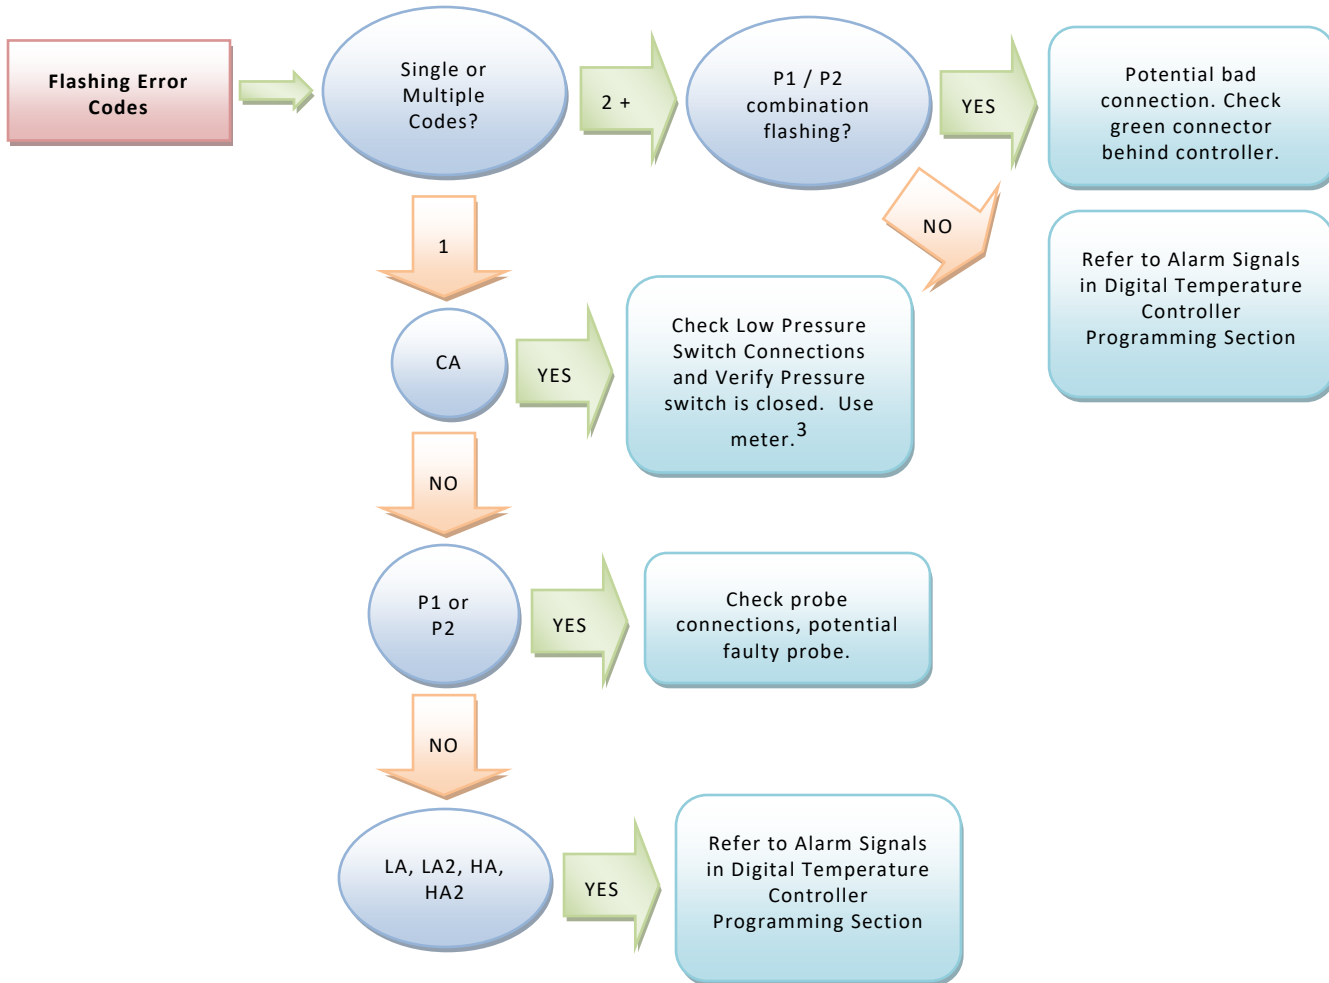 Flashing Error
Codes
Single or
Multiple
Codes?
2 +
P1 / P2
combination
flashing?
YES
Potential bad
connection. Check
green connector
behind controller.
NO
Refer to Alarm Signals
in Digital Temperature
Controller
Programming Section
1
CA
YES
Check Low Pressure
Switch Connections
and Verify Pressure
switch is closed.  Use
meter.3
NO
P1 or
P2
YES
Check probe
connections, potential
faulty probe.
NO
LA, LA2, HA,
HA2
YES
Refer to Alarm Signals
in Digital Temperature
Controller
Programming Section